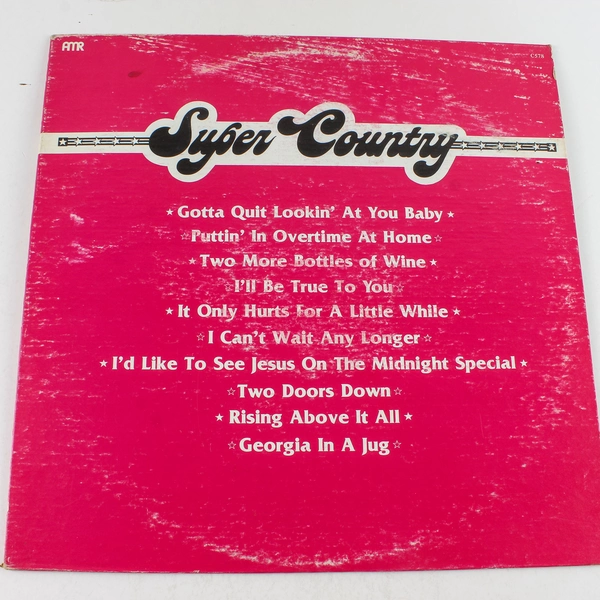 AMR
C578
Super Country
Gotta Quit Lookin' At You Baby
Puttin' In Overtime At Home
Two More Bottles of Wine
I'll Be True To You
It Only Hurts For A Little While
I Can't Wait Any Longer
I'd Like To See Jesus On The Midnight Special
Two Doors Down
Rising Above It All
Georgia In A Jug